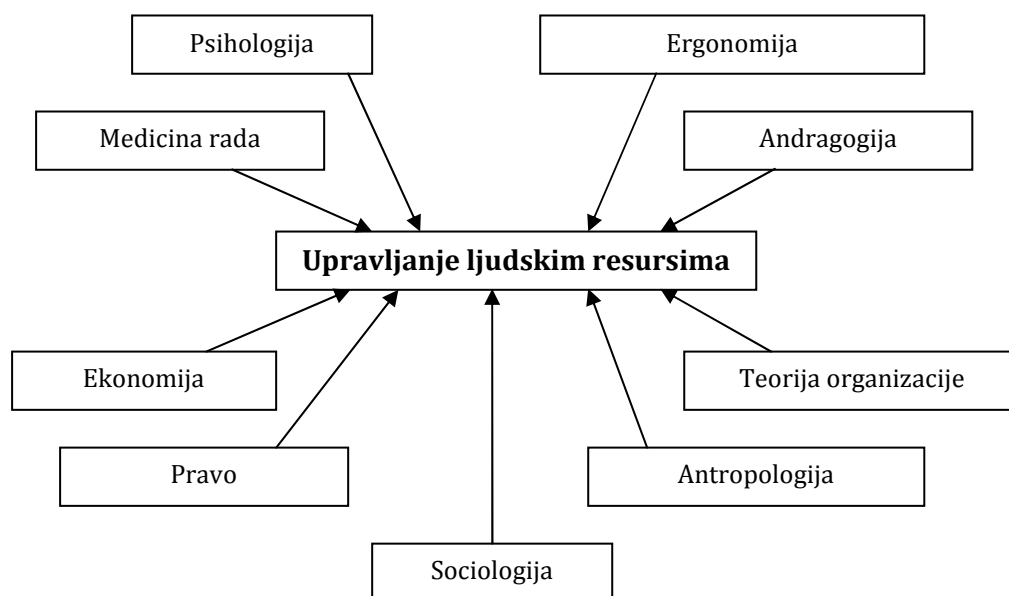 Psihologija
Ergonomija
Medicina rada
Andragogija
Upravljanje ljudskim resursima
Ekonomija
Teorija organizacije
Pravo
Antropologija
Sociologija